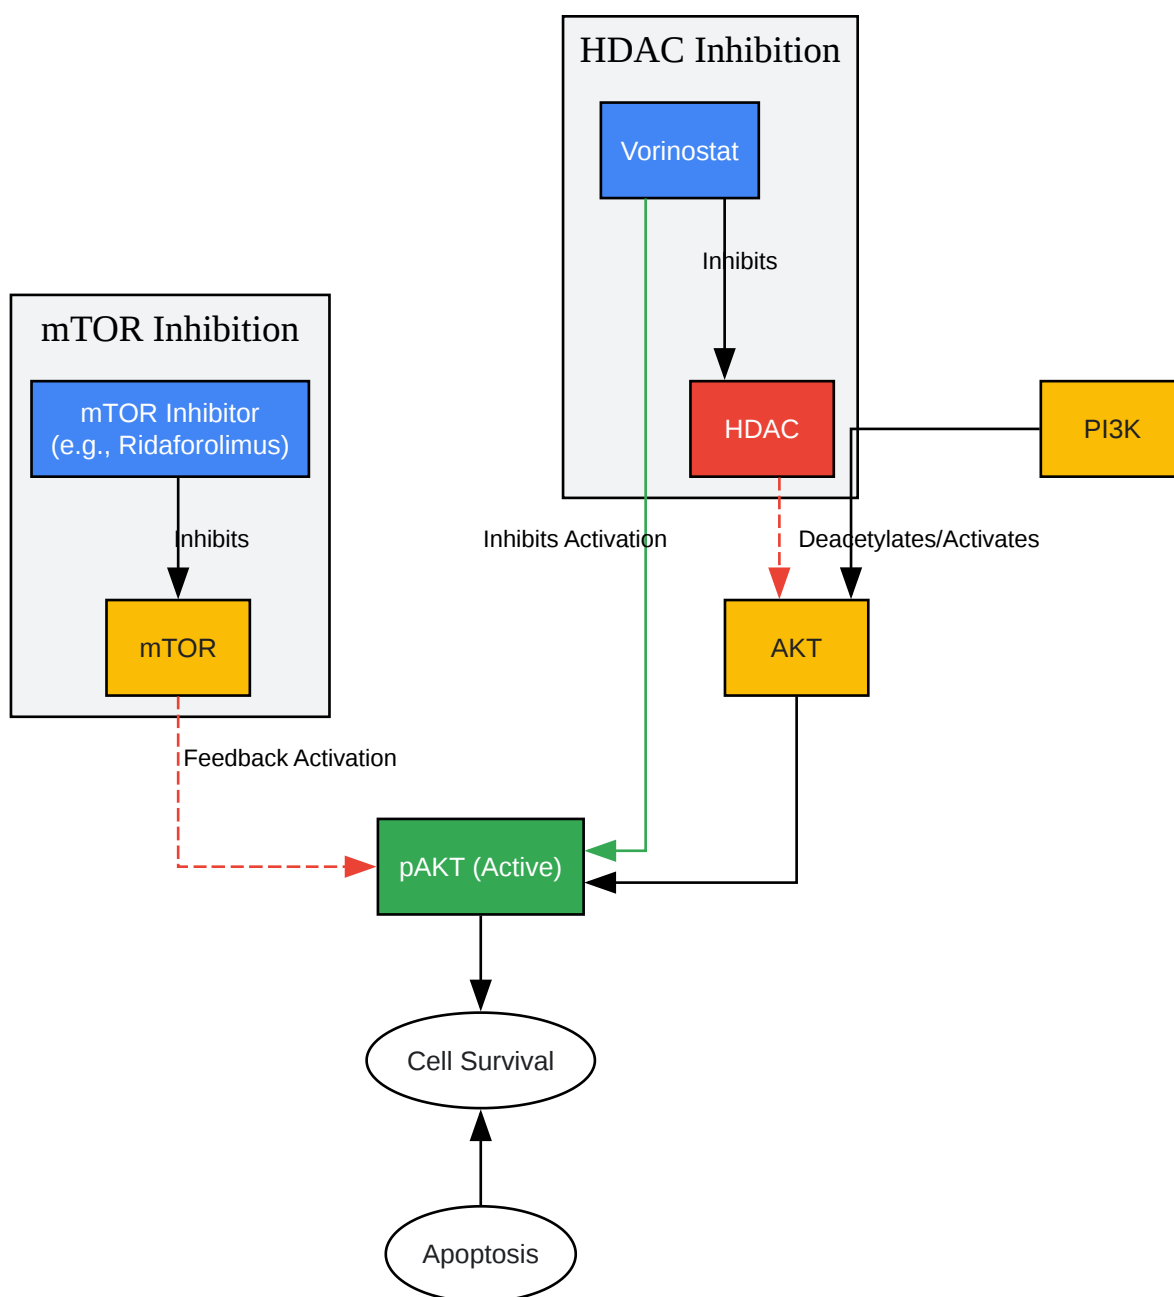 HDAC Inhibition
Vorinostat
Inhibits
mTOR Inhibition
mTOR Inhibitor
(e.g., Ridaforolimus)
HDAC
PI3K
Inhibits
Inhibits Activation
Deacetylates/Activates
mTOR
AKT
Feedback Activation
pAKT (Active)
Cell Survival
Apoptosis